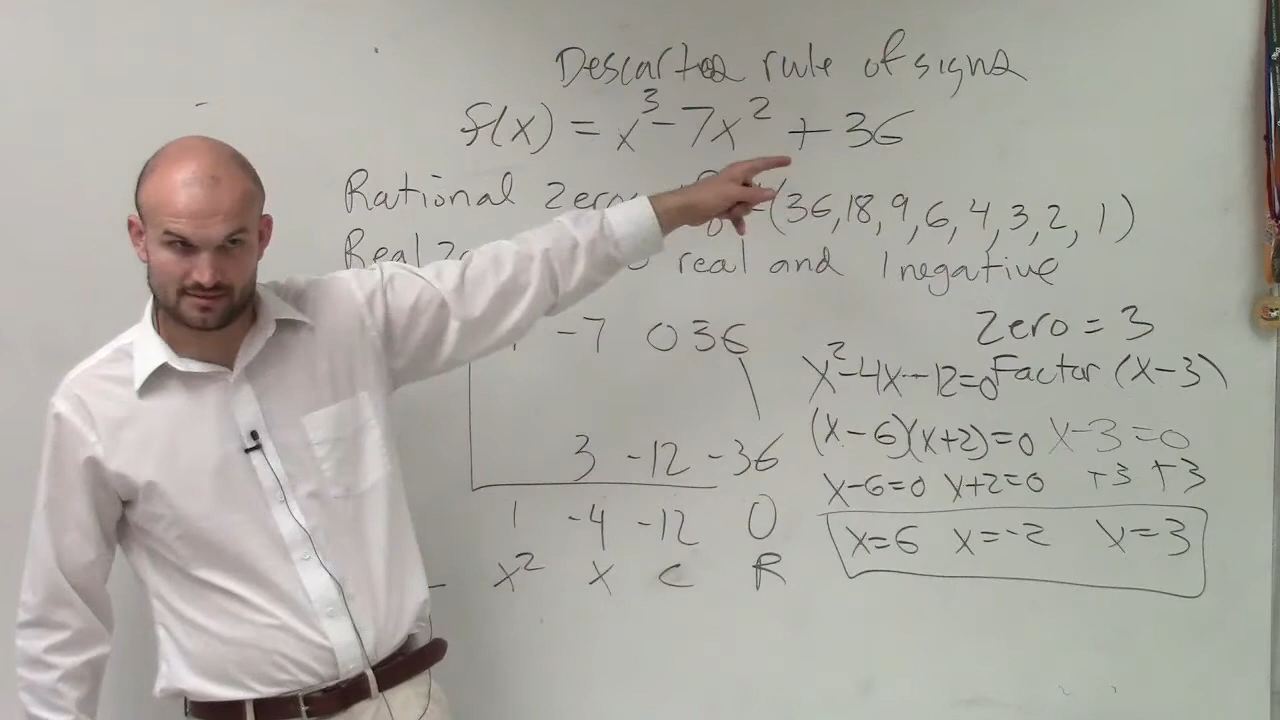 Descartes rule of signs
f(x) = x³ - 7x² + 36
Rational Zeros (36, 18, 9, 6, 4, 3, 2, 1)
Real real and 1 negative
-7 0 36
3 -12 -36
1 -4 -12 0
x² x c R
Zero = 3
x² - 4x - 12 = 0 Factor (x - 3)
(x - 6)(x + 2) = 0 x - 3 = 0
x - 6 = 0 x + 2 = 0 +3 +3
x = 6 x = -2 x = 3